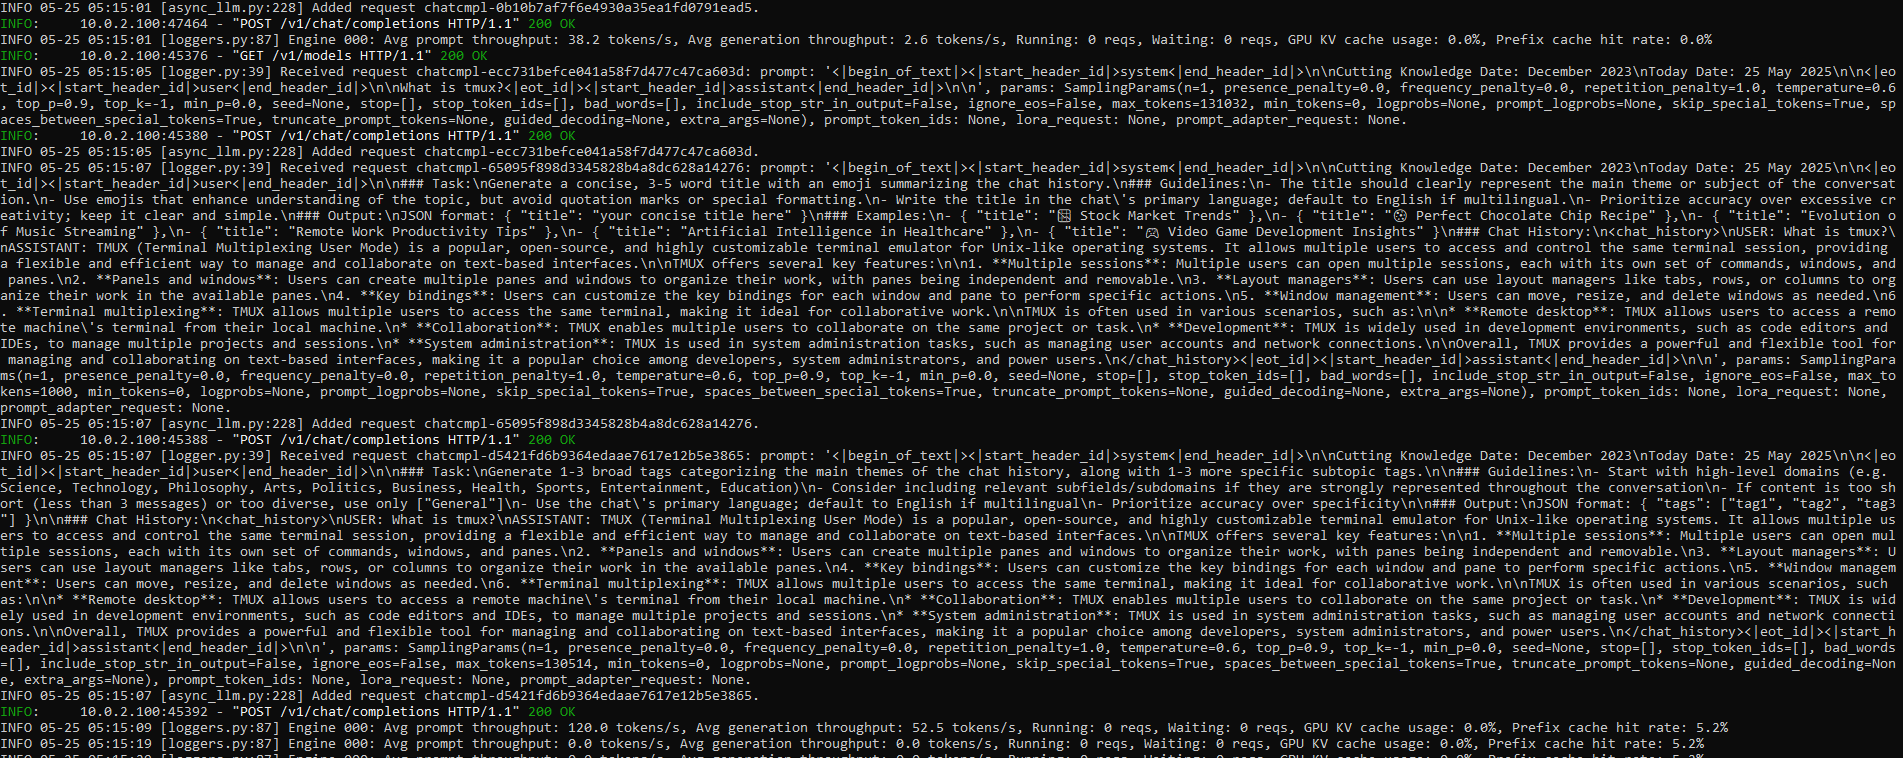 INFO 05-25 05:15:01 [async_llm.py:228] Added request chatcmpl-0b10b7af7f6e4930a35ea1fd0791ead5.
INFO:     10.0.2.100:47464 - "POST /v1/chat/completions HTTP/1.1" 200 OK
INFO 05-25 05:15:01 [loggers.py:87] Engine 000: Avg prompt throughput: 38.2 tokens/s, Avg generation throughput: 2.6 tokens/s, Running: 0 reqs, Waiting: 0 reqs, GPU KV cache usage: 0.0%, Prefix cache hit rate: 0.0%
INFO:     10.0.2.100:45376 - "GET /v1/models HTTP/1.1" 200 OK
INFO 05-25 05:15:05 [logger.py:39] Received request chatcmpl-ecc731befce041a58f7d477c47ca603d: prompt: '<|begin_of_text|><|start_header_id|>system<|end_header_id|>\n\nCutting Knowledge Date: December 2023\nToday Date: 25 May 2025\n\n<|eo
t_id|><|start_header_id|>user<|end_header_id|>\n\nWhat is tmux?<|eot_id|><|start_header_id|>assistant<|end_header_id|>\n\n', params: SamplingParams(n=1, presence_penalty=0.0, frequency_penalty=0.0, repetition_penalty=1.0, temperature=0.6
, top_p=0.9, top_k=-1, min_p=0.0, seed=None, stop=[], stop_token_ids=[], bad_words=[], include_stop_str_in_output=False, ignore_eos=False, max_tokens=131032, min_tokens=0, logprobs=None, prompt_logprobs=None, skip_special_tokens=True, sp
aces_between_special_tokens=True, truncate_prompt_tokens=None, guided_decoding=None, extra_args=None), prompt_token_ids: None, lora_request: None, prompt_adapter_request: None.
INFO:     10.0.2.100:45380 - "POST /v1/chat/completions HTTP/1.1" 200 OK
INFO 05-25 05:15:05 [async_llm.py:228] Added request chatcmpl-ecc731befce041a58f7d477c47ca603d.
INFO 05-25 05:15:07 [logger.py:39] Received request chatcmpl-65095f898d3345828b4a8dc628a14276: prompt: '<|begin_of_text|><|start_header_id|>system<|end_header_id|>\n\nCutting Knowledge Date: December 2023\nToday Date: 25 May 2025\n\n<|eo
t_id|><|start_header_id|>user<|end_header_id|>\n\n### Task:\nGenerate a concise, 3-5 word title with an emoji summarizing the chat history.\n### Guidelines:\n- The title should clearly represent the main theme or subject of the conversat
ion.\n- Use emojis that enhance understanding of the topic, but avoid quotation marks or special formatting.\n- Write the title in the chat\'s primary language; default to English if multilingual.\n- Prioritize accuracy over excessive cr
eativity; keep it clear and simple.\n### Output:\nJSON format: { "title": "your concise title here" }\n### Examples:\n- { "title": "📉 Stock Market Trends" },\n- { "title": "🍪 Perfect Chocolate Chip Recipe" },\n- { "title": "Evolution o
f Music Streaming" },\n- { "title": "Remote Work Productivity Tips" },\n- { "title": "Artificial Intelligence in Healthcare" },\n- { "title": "🎮 Video Game Development Insights" }\n### Chat History:\n<chat_history>\nUSER: What is tmux?\
nASSISTANT: TMUX (Terminal Multiplexing User Mode) is a popular, open-source, and highly customizable terminal emulator for Unix-like operating systems. It allows multiple users to access and control the same terminal session, providing
a flexible and efficient way to manage and collaborate on text-based interfaces.\n\nTMUX offers several key features:\n\n1. **Multiple sessions**: Multiple users can open multiple sessions, each with its own set of commands, windows, and
 panes.\n2. **Panels and windows**: Users can create multiple panes and windows to organize their work, with panes being independent and removable.\n3. **Layout managers**: Users can use layout managers like tabs, rows, or columns to org
anize their work in the available panes.\n4. **Key bindings**: Users can customize the key bindings for each window and pane to perform specific actions.\n5. **Window management**: Users can move, resize, and delete windows as needed.\n6
. **Terminal multiplexing**: TMUX allows multiple users to access the same terminal, making it ideal for collaborative work.\n\nTMUX is often used in various scenarios, such as:\n\n* **Remote desktop**: TMUX allows users to access a remo
te machine\'s terminal from their local machine.\n* **Collaboration**: TMUX enables multiple users to collaborate on the same project or task.\n* **Development**: TMUX is widely used in development environments, such as code editors and
IDEs, to manage multiple projects and sessions.\n* **System administration**: TMUX is used in system administration tasks, such as managing user accounts and network connections.\n\nOverall, TMUX provides a powerful and flexible tool for
 managing and collaborating on text-based interfaces, making it a popular choice among developers, system administrators, and power users.\n</chat_history><|eot_id|><|start_header_id|>assistant<|end_header_id|>\n\n', params: SamplingPara
ms(n=1, presence_penalty=0.0, frequency_penalty=0.0, repetition_penalty=1.0, temperature=0.6, top_p=0.9, top_k=-1, min_p=0.0, seed=None, stop=[], stop_token_ids=[], bad_words=[], include_stop_str_in_output=False, ignore_eos=False, max_to
kens=1000, min_tokens=0, logprobs=None, prompt_logprobs=None, skip_special_tokens=True, spaces_between_special_tokens=True, truncate_prompt_tokens=None, guided_decoding=None, extra_args=None), prompt_token_ids: None, lora_request: None,
prompt_adapter_request: None.
INFO 05-25 05:15:07 [async_llm.py:228] Added request chatcmpl-65095f898d3345828b4a8dc628a14276.
INFO:     10.0.2.100:45388 - "POST /v1/chat/completions HTTP/1.1" 200 OK
INFO 05-25 05:15:07 [logger.py:39] Received request chatcmpl-d5421fd6b9364edaae7617e12b5e3865: prompt: '<|begin_of_text|><|start_header_id|>system<|end_header_id|>\n\nCutting Knowledge Date: December 2023\nToday Date: 25 May 2025\n\n<|eo
t_id|><|start_header_id|>user<|end_header_id|>\n\n### Task:\nGenerate 1-3 broad tags categorizing the main themes of the chat history, along with 1-3 more specific subtopic tags.\n\n### Guidelines:\n- Start with high-level domains (e.g.
Science, Technology, Philosophy, Arts, Politics, Business, Health, Sports, Entertainment, Education)\n- Consider including relevant subfields/subdomains if they are strongly represented throughout the conversation\n- If content is too sh
ort (less than 3 messages) or too diverse, use only ["General"]\n- Use the chat\'s primary language; default to English if multilingual\n- Prioritize accuracy over specificity\n\n### Output:\nJSON format: { "tags": ["tag1", "tag2", "tag3
"] }\n\n### Chat History:\n<chat_history>\nUSER: What is tmux?\nASSISTANT: TMUX (Terminal Multiplexing User Mode) is a popular, open-source, and highly customizable terminal emulator for Unix-like operating systems. It allows multiple us
ers to access and control the same terminal session, providing a flexible and efficient way to manage and collaborate on text-based interfaces.\n\nTMUX offers several key features:\n\n1. **Multiple sessions**: Multiple users can open mul
tiple sessions, each with its own set of commands, windows, and panes.\n2. **Panels and windows**: Users can create multiple panes and windows to organize their work, with panes being independent and removable.\n3. **Layout managers**: U
sers can use layout managers like tabs, rows, or columns to organize their work in the available panes.\n4. **Key bindings**: Users can customize the key bindings for each window and pane to perform specific actions.\n5. **Window managem
ent**: Users can move, resize, and delete windows as needed.\n6. **Terminal multiplexing**: TMUX allows multiple users to access the same terminal, making it ideal for collaborative work.\n\nTMUX is often used in various scenarios, such
as:\n\n* **Remote desktop**: TMUX allows users to access a remote machine\'s terminal from their local machine.\n* **Collaboration**: TMUX enables multiple users to collaborate on the same project or task.\n* **Development**: TMUX is wid
ely used in development environments, such as code editors and IDEs, to manage multiple projects and sessions.\n* **System administration**: TMUX is used in system administration tasks, such as managing user accounts and network connecti
ons.\n\nOverall, TMUX provides a powerful and flexible tool for managing and collaborating on text-based interfaces, making it a popular choice among developers, system administrators, and power users.\n</chat_history><|eot_id|><|start_h
eader_id|>assistant<|end_header_id|>\n\n', params: SamplingParams(n=1, presence_penalty=0.0, frequency_penalty=0.0, repetition_penalty=1.0, temperature=0.6, top_p=0.9, top_k=-1, min_p=0.0, seed=None, stop=[], stop_token_ids=[], bad_words
=[], include_stop_str_in_output=False, ignore_eos=False, max_tokens=130514, min_tokens=0, logprobs=None, prompt_logprobs=None, skip_special_tokens=True, spaces_between_special_tokens=True, truncate_prompt_tokens=None, guided_decoding=Non
e, extra_args=None), prompt_token_ids: None, lora_request: None, prompt_adapter_request: None.
INFO 05-25 05:15:07 [async_llm.py:228] Added request chatcmpl-d5421fd6b9364edaae7617e12b5e3865.
INFO:     10.0.2.100:45392 - "POST /v1/chat/completions HTTP/1.1" 200 OK
INFO 05-25 05:15:09 [loggers.py:87] Engine 000: Avg prompt throughput: 120.0 tokens/s, Avg generation throughput: 52.5 tokens/s, Running: 0 reqs, Waiting: 0 reqs, GPU KV cache usage: 0.0%, Prefix cache hit rate: 5.2%
INFO 05-25 05:15:19 [loggers.py:87] Engine 000: Avg prompt throughput: 0.0 tokens/s, Avg generation throughput: 0.0 tokens/s, Running: 0 reqs, Waiting: 0 reqs, GPU KV cache usage: 0.0%, Prefix cache hit rate: 5.2%